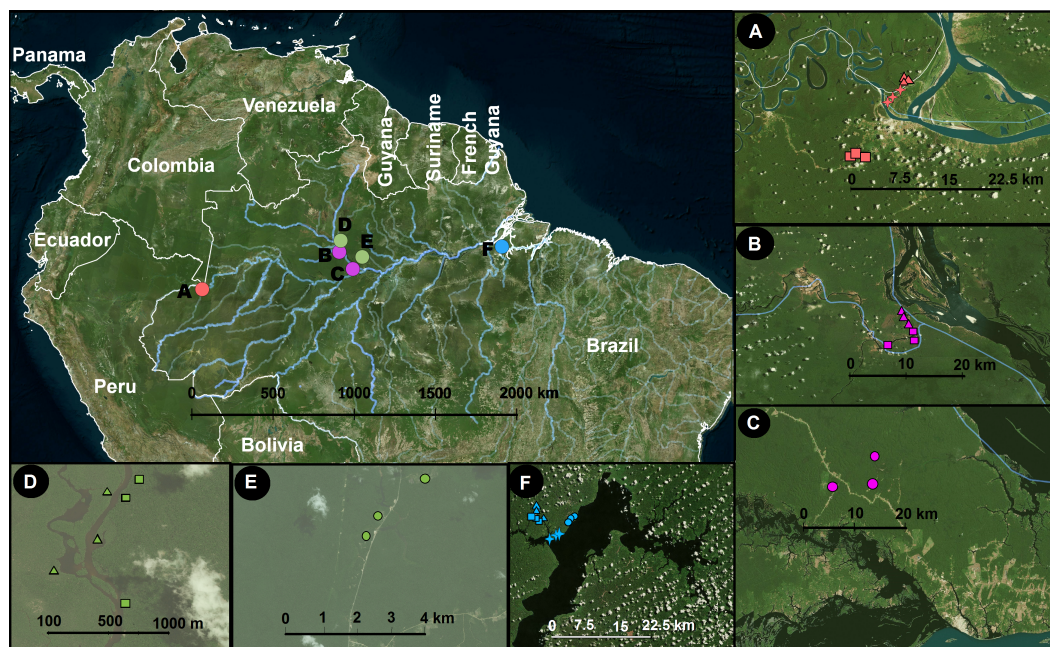 Panama
Venezuela
Guyana
Suriname
French
Guyana
Colombia
Ecuador
D
B
E
C
F
A
Brazil
Peru
0 500 1000 1500 2000 km
Bolivia
A
0 7.5 15 22.5 km
B
0 10 20 km
C
0 10 20 km
D
100 500 1000 m
E
0 1 2 3 4 km
F
0 7.5 15 22.5 km